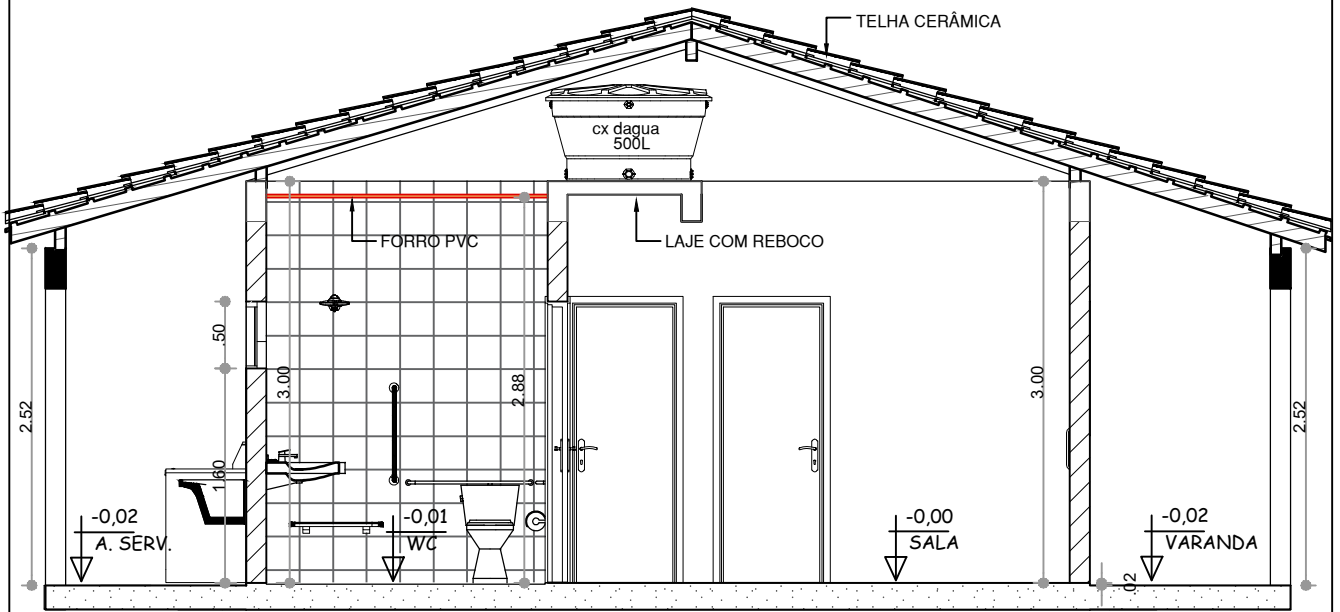 TELHA CERÂMICA
cx dagua
500L
FORRO PVC
LAJE COM REBOCO
.50
3.00
2.88
3.00
2.52
2.52
1.60
-0,02
A. SERV.
-0,01
WC
-0,00
SALA
-0,02
VARANDA
.02